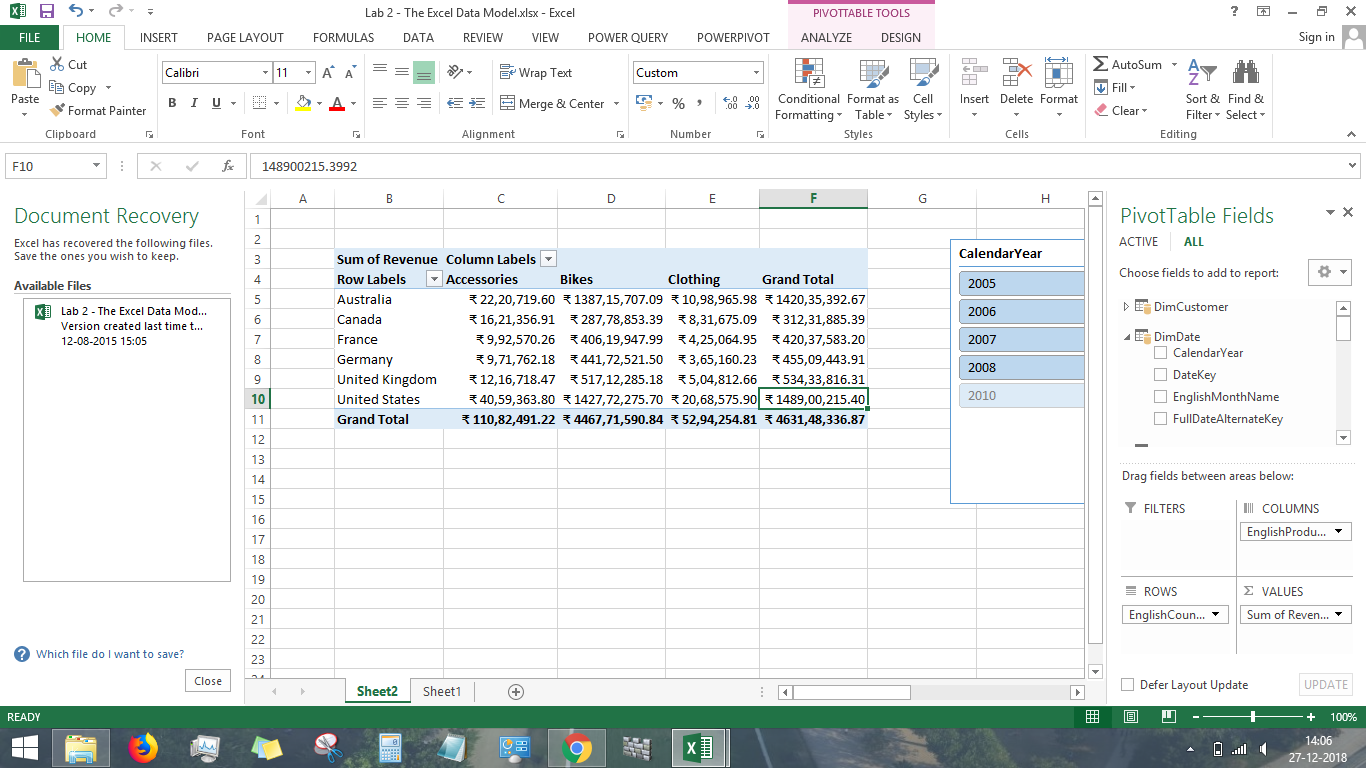 Lab 2 - The Excel Data Model.xlsx - Excel
PIVOTTABLE TOOLS
?
FILE HOME INSERT PAGE LAYOUT FORMULAS DATA REVIEW VIEW POWER QUERY POWERPIVOT ANALYZE DESIGN Sign in
Paste
Cut
Copy
Format Painter
Clipboard
Calibri 11
B I U
Font
Wrap Text
Merge & Center
Alignment
Custom
% , .00
Number
Conditional Formatting
Format as Table
Cell Styles
Styles
Insert Delete Format
Cells
AutoSum
Fill
Clear
Sort & Filter
Find & Select
Editing
F10 fx 148900215.3992
Document Recovery
Excel has recovered the following files.
Save the ones you wish to keep.
Available Files
Lab 2 - The Excel Data Mod...
Version created last time t...
12-08-2015 15:05
Which file do I want to save?
Close
A B C D E F G H
1
2
3 Sum of Revenue Column Labels
4 Row Labels Accessories Bikes Clothing Grand Total
5 Australia ₹ 22,20,719.60 ₹ 1387,15,707.09 ₹ 10,98,965.98 ₹ 1420,35,392.67
6 Canada ₹ 16,21,356.91 ₹ 287,78,853.39 ₹ 8,31,675.09 ₹ 312,31,885.39
7 France ₹ 9,92,570.26 ₹ 406,19,947.99 ₹ 4,25,064.95 ₹ 420,37,583.20
8 Germany ₹ 9,71,762.18 ₹ 441,72,521.50 ₹ 3,65,160.23 ₹ 455,09,443.91
9 United Kingdom ₹ 12,16,718.47 ₹ 517,12,285.18 ₹ 5,04,812.66 ₹ 534,33,816.31
10 United States ₹ 40,59,363.80 ₹ 1427,72,275.70 ₹ 20,68,575.90 ₹ 1489,00,215.40
11 Grand Total ₹ 110,82,491.22 ₹ 4467,71,590.84 ₹ 52,94,254.81 ₹ 4631,48,336.87
12
13
14
15
16
17
18
19
20
21
22
23
CalendarYear
2005
2006
2007
2008
2010
PivotTable Fields
ACTIVE ALL
Choose fields to add to report:
DimCustomer
DimDate
CalendarYear
DateKey
EnglishMonthName
FullDateAlternateKey
Drag fields between areas below:
FILTERS
COLUMNS
EnglishProdu...
ROWS
EnglishCoun...
Σ VALUES
Sum of Reven...
Defer Layout Update UPDATE
Sheet2 Sheet1
READY 100%
14:06
27-12-2018